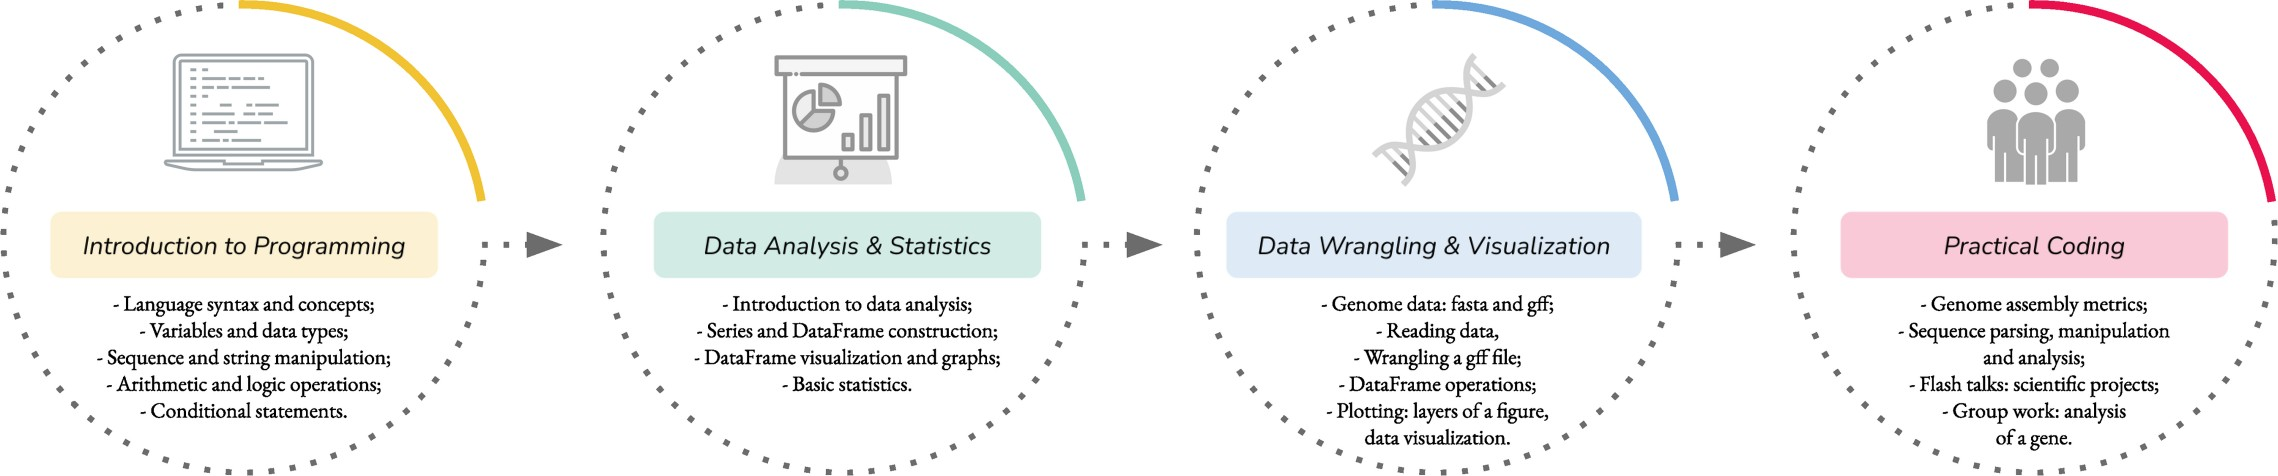 Introduction to Programming
- Language syntax and concepts;
- Variables and data types;
- Sequence and string manipulation;
- Arithmetic and logic operations;
- Conditional statements.
Data Analysis & Statistics
- Introduction to data analysis;
- Series and DataFrame construction;
- DataFrame visualization and graphs;
- Basic statistics.
Data Wrangling & Visualization
- Genome data: fasta and gff;
- Reading data,
- Wrangling a gff file;
- DataFrame operations;
- Plotting: layers of a figure,
data visualization.
Practical Coding
- Genome assembly metrics;
- Sequence parsing, manipulation
and analysis;
- Flash talks: scientific projects;
- Group work: analysis
of a gene.